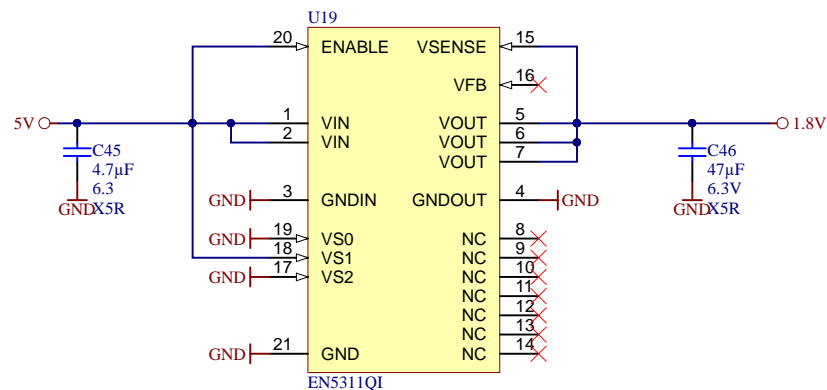 U19
20 ENABLE VSENSE 15
VFB 16
5V 1 VIN VOUT 5 1.8V
2 VIN VOUT 6
VOUT 7
C45
4.7µF
6.3
X5R
GND
C46
47µF
6.3V
X5R
GND
GND 3 GNDIN GNDOUT 4 GND
GND 19 VS0 NC 8
18 VS1 NC 9
GND 17 VS2 NC 10
NC 11
NC 12
NC 13
GND 21 GND NC 14
EN5311QI